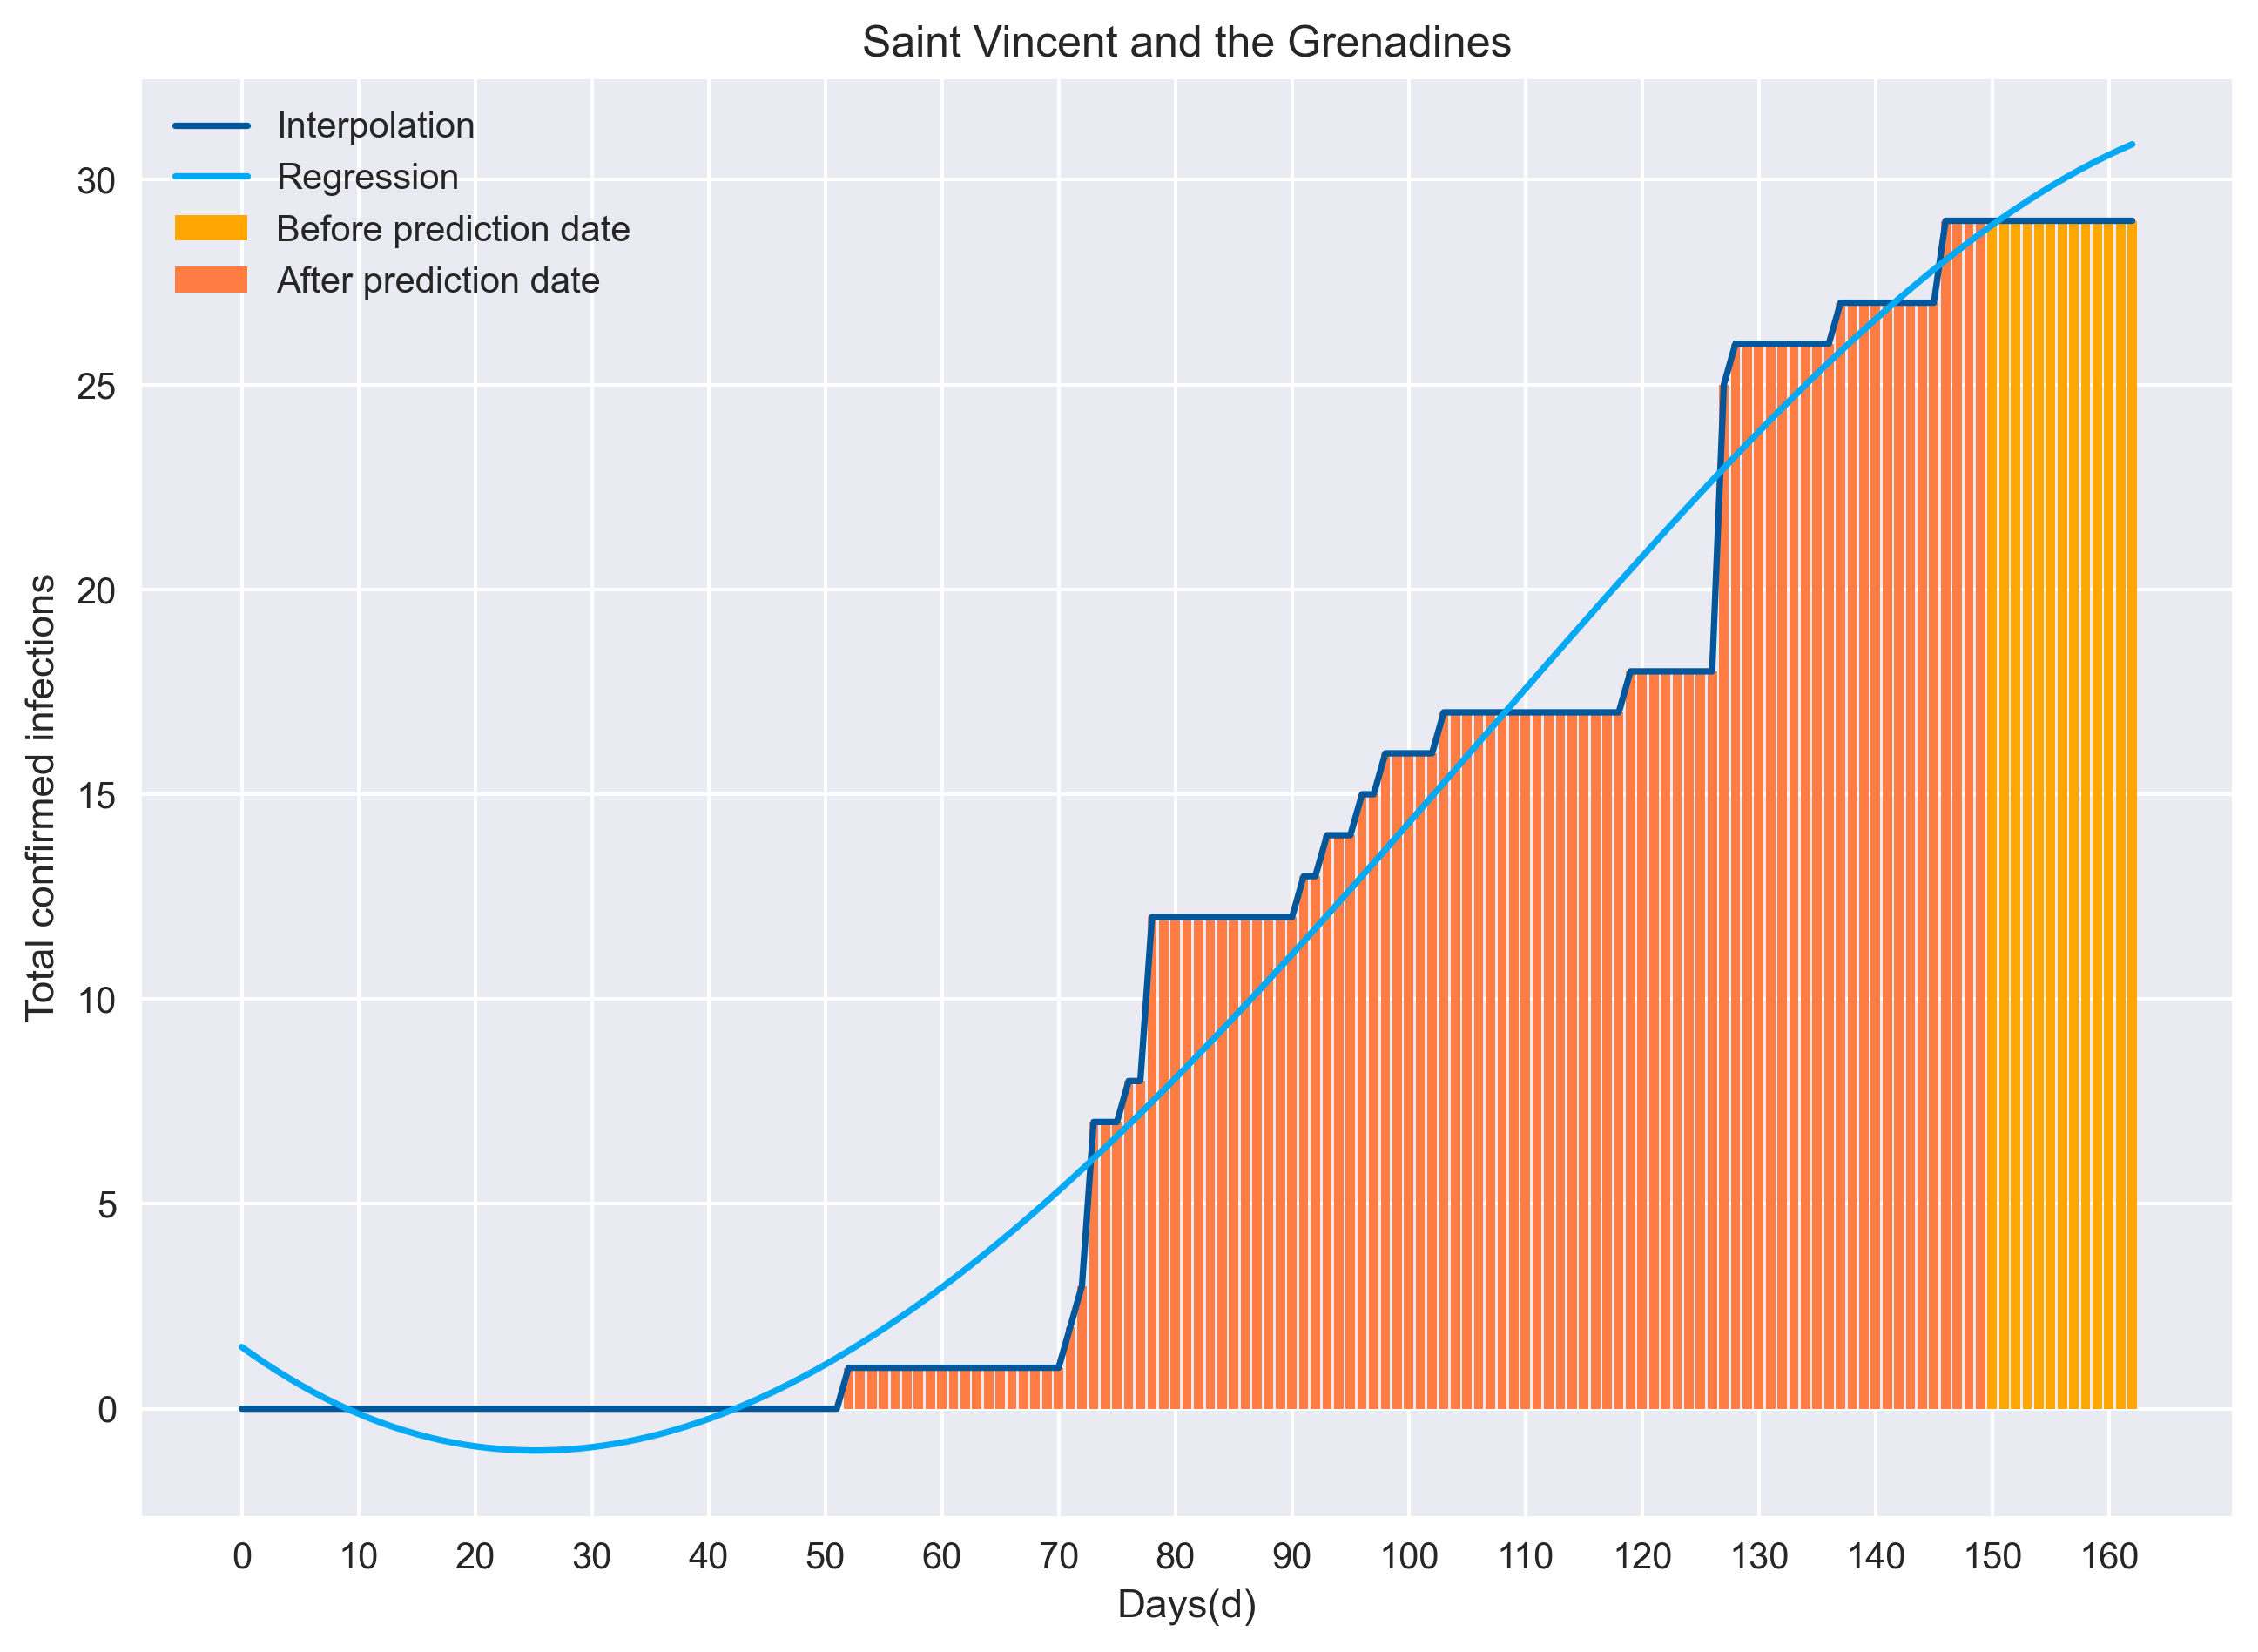 Saint Vincent and the Grenadines
Interpolation
Regression
Before prediction date
After prediction date
Total confirmed infections
30
25
20
15
10
5
0
0 10 20 30 40 50 60 70 80 90 100 110 120 130 140 150 160
Days(d)